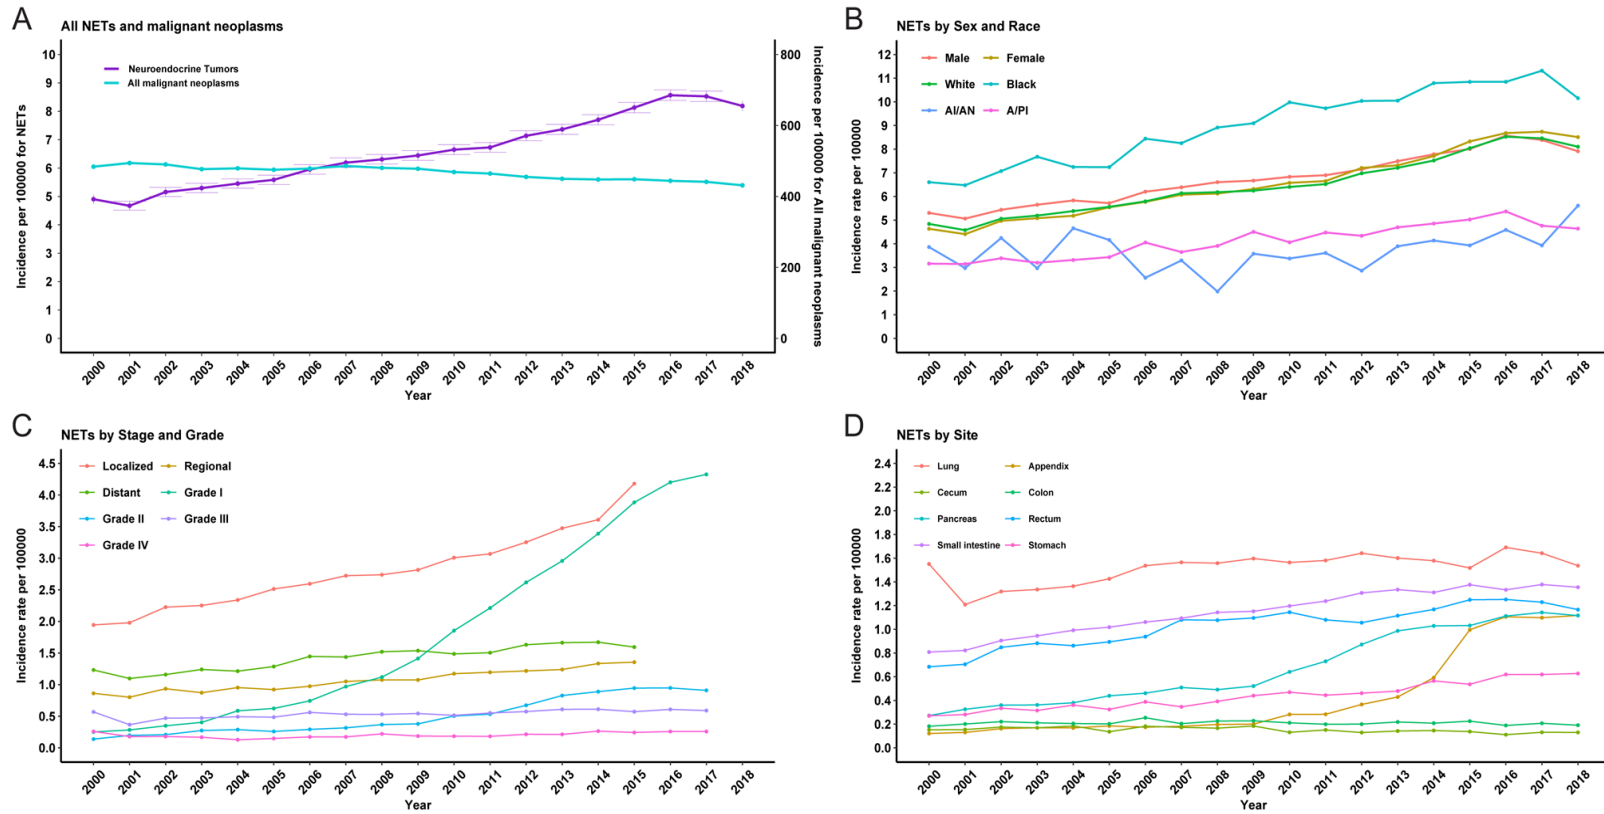 A
All NETs and malignant neoplasms
Incidence per 100000 for NETs
10
9
8
7
6
5
4
3
2
1
0
Neuroendocrine Tumors
All malignant neoplasms
800
600
400
200
0
Incidence per 100000 for All malignant neoplasms
2000 2001 2002 2003 2004 2005 2006 2007 2008 2009 2010 2011 2012 2013 2014 2015 2016 2017 2018
Year
B
NETs by Sex and Race
Incidence rate per 100000
12
11
10
9
8
7
6
5
4
3
2
1
0
Male Female
White Black
AI/AN A/PI
2000 2001 2002 2003 2004 2005 2006 2007 2008 2009 2010 2011 2012 2013 2014 2015 2016 2017 2018
Year
C
NETs by Stage and Grade
Incidence rate per 100000
4.5
4.0
3.5
3.0
2.5
2.0
1.5
1.0
0.5
0.0
Localized Regional
Distant Grade I
Grade II Grade III
Grade IV
2000 2001 2002 2003 2004 2005 2006 2007 2008 2009 2010 2011 2012 2013 2014 2015 2016 2017 2018
Year
D
NETs by Site
Incidence rate per 100000
2.4
2.2
2.0
1.8
1.6
1.4
1.2
1.0
0.8
0.6
0.4
0.2
0.0
Lung Appendix
Cecum Colon
Pancreas Rectum
Small intestine Stomach
2000 2001 2002 2003 2004 2005 2006 2007 2008 2009 2010 2011 2012 2013 2014 2015 2016 2017 2018
Year